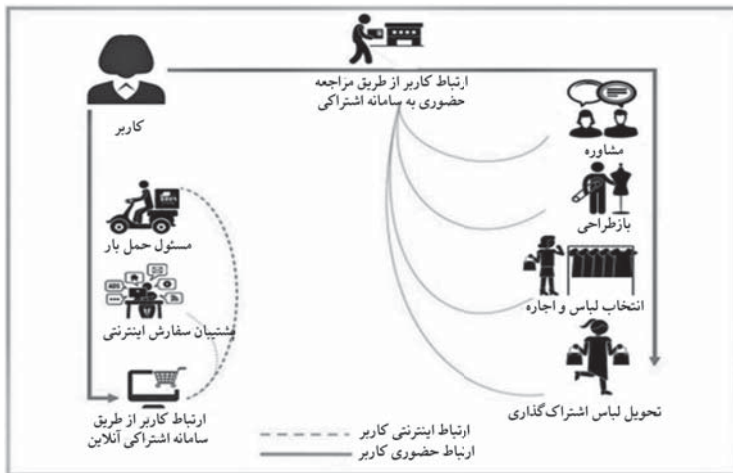 ارتباط کاربر از طریق مراجعه
حضوری به سامانه اشتراکی
کاربر
مشاوره
مسئول حمل بار
بازطراحی
انتخاب لباس و اجاره
پشتیبان سفارش اینترنتی
تحویل لباس اشتراک‌گذاری
ارتباط کاربر از طریق
سامانه اشتراکی آنلاین
ارتباط اینترنتی کاربر
ارتباط حضوری کاربر